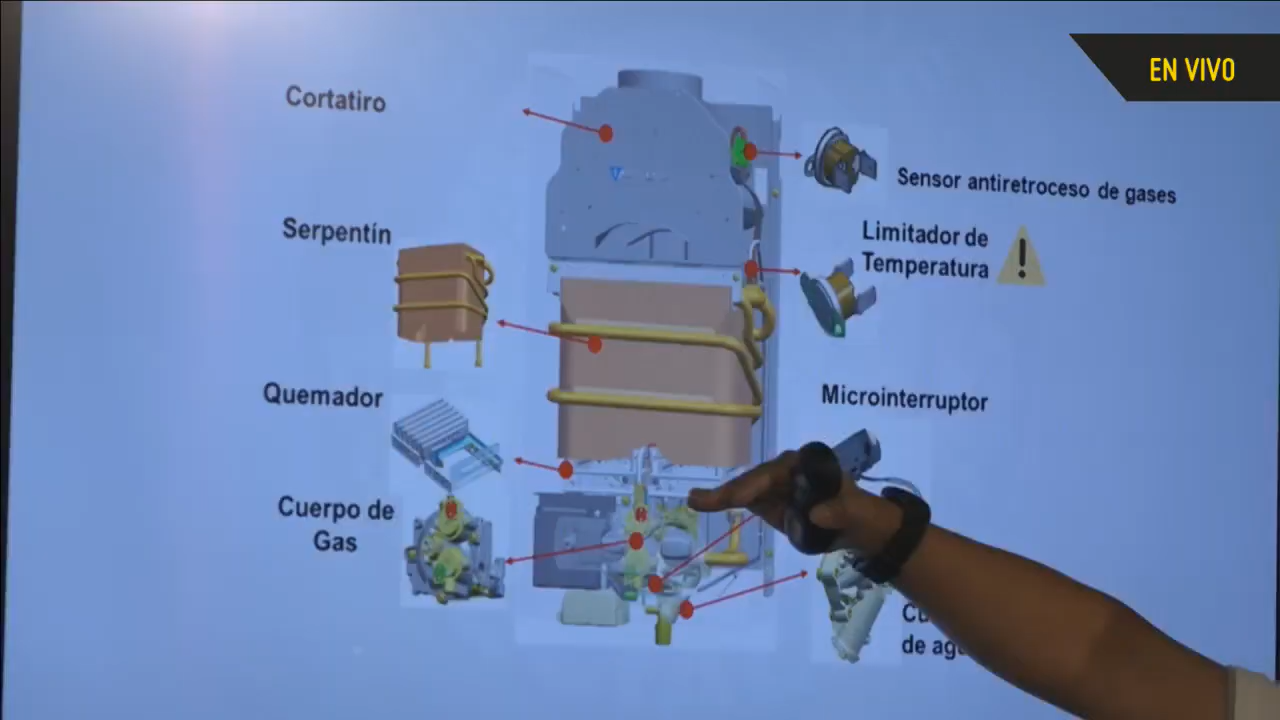 EN VIVO
Cortatiro
Sensor antiretroceso de gases
Serpentín
Limitador de
Temperatura
Quemador
Microinterruptor
Cuerpo de
Gas